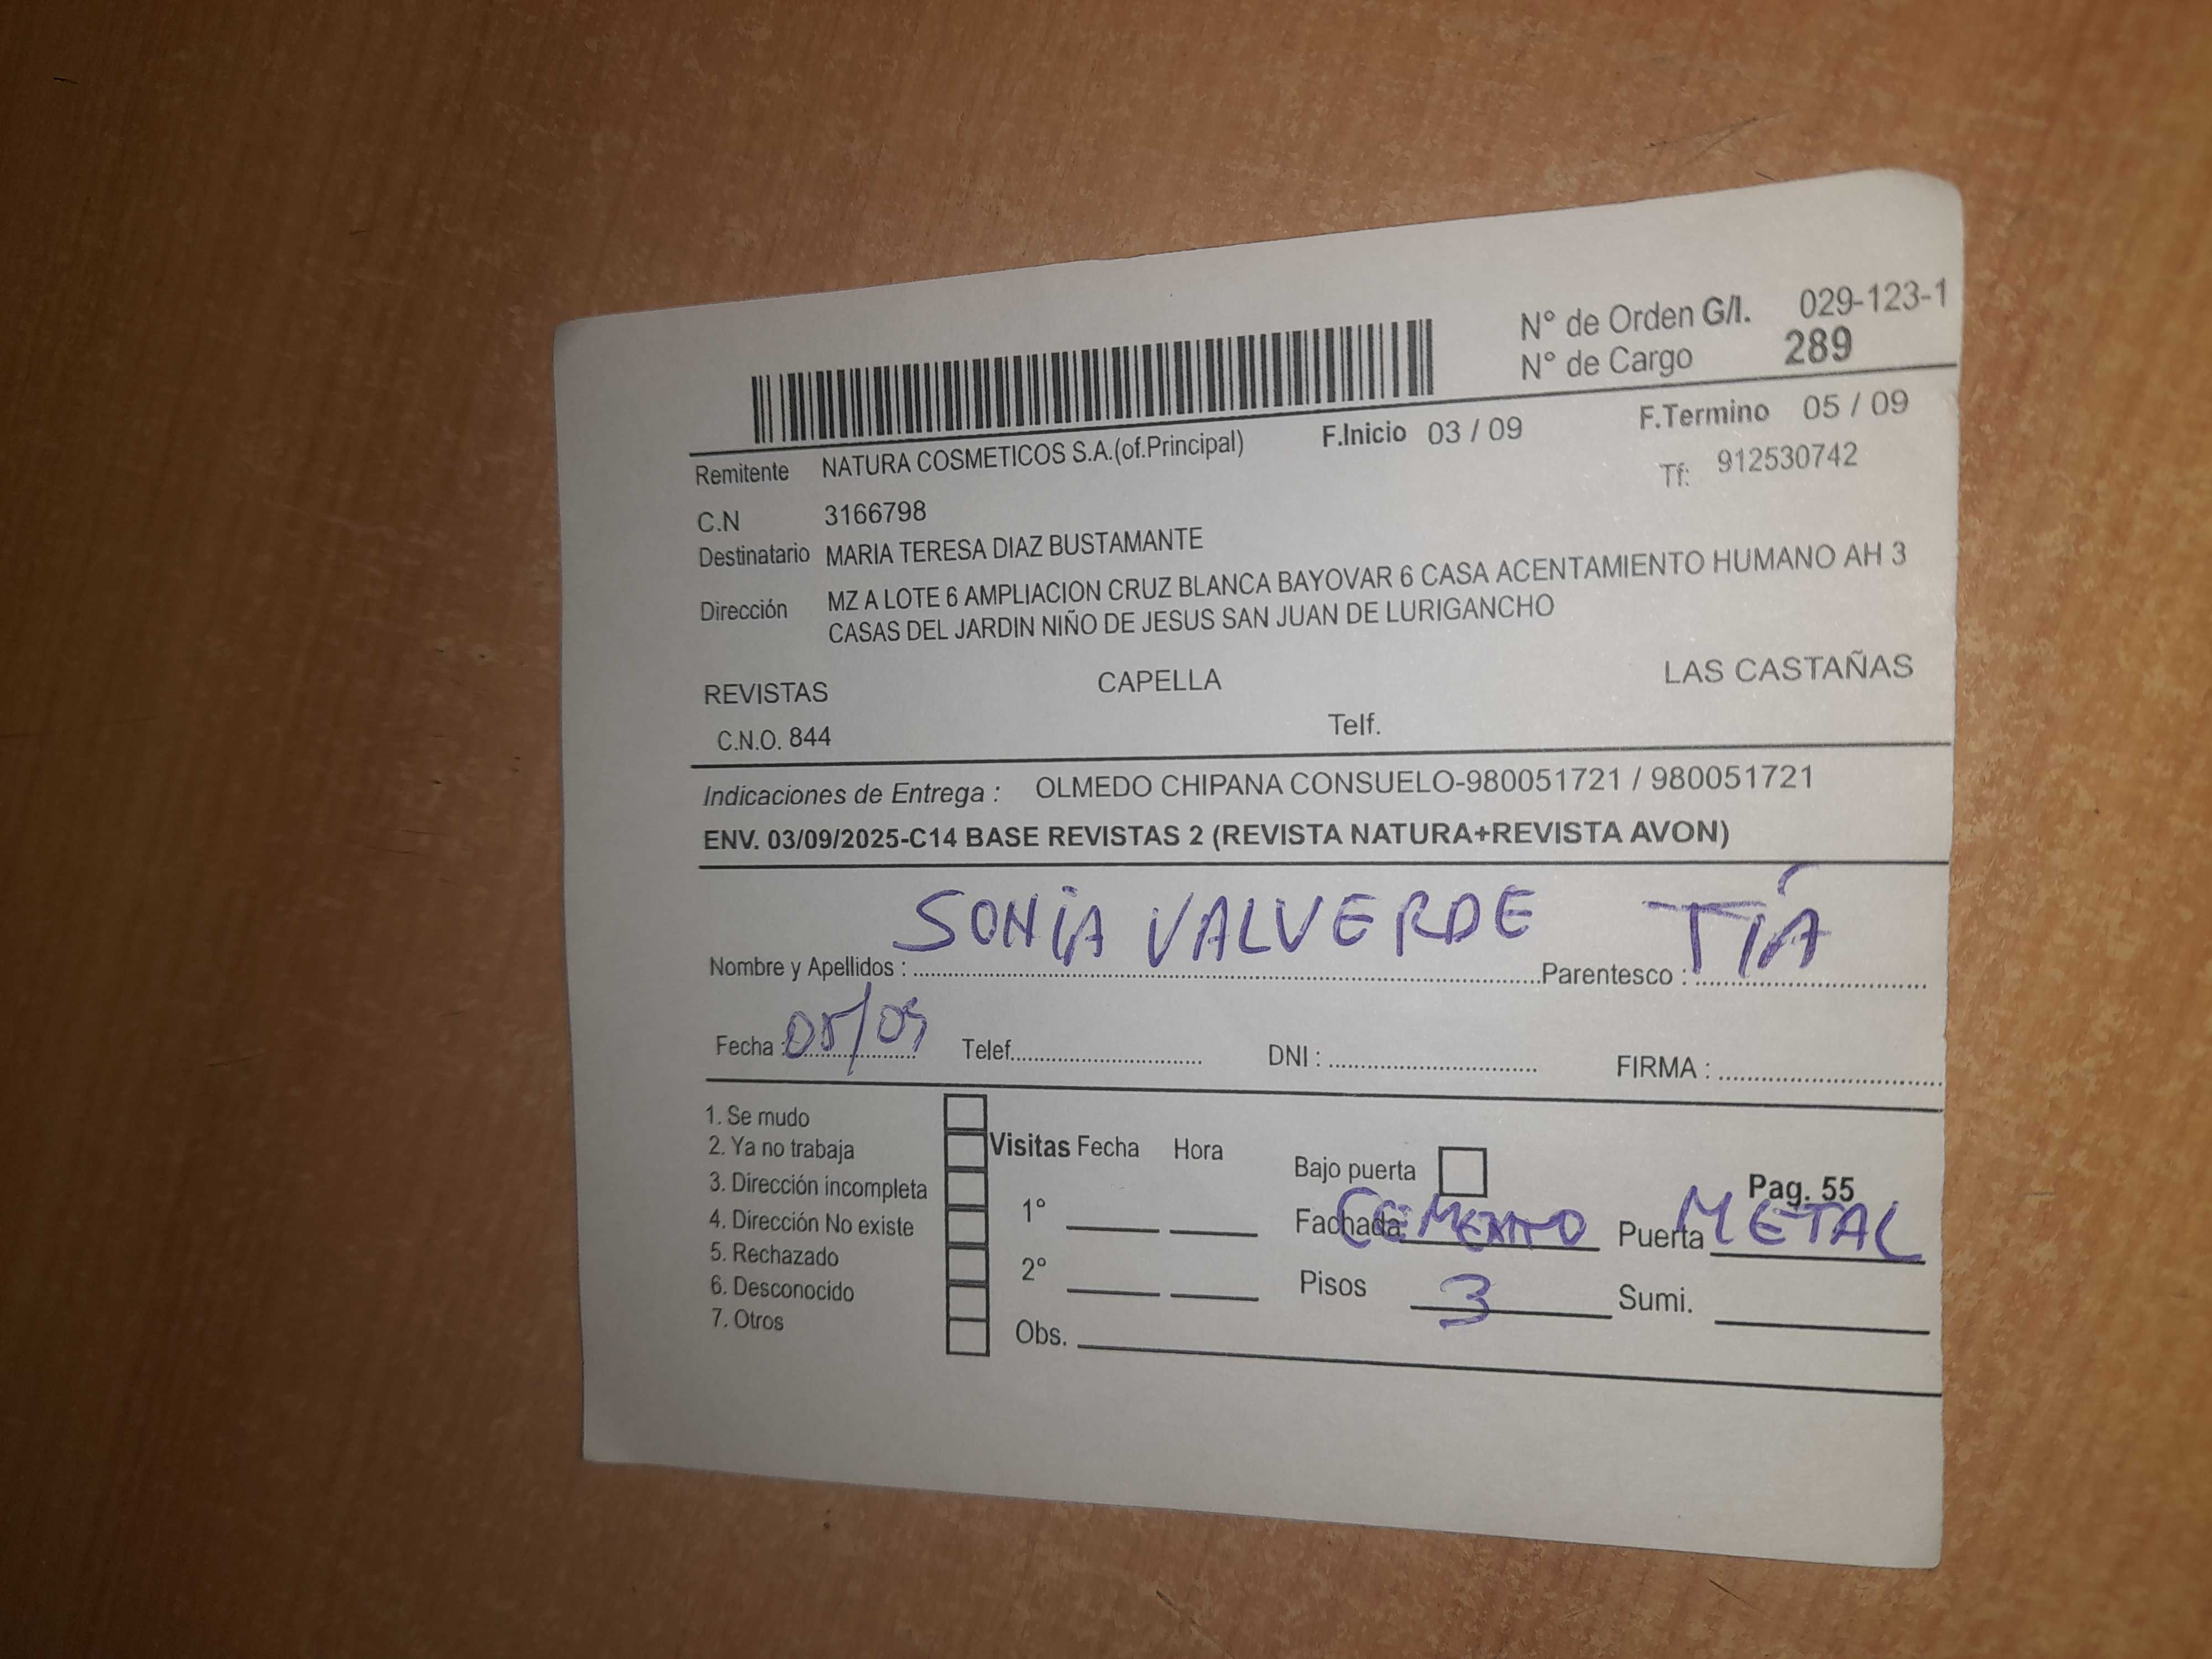 N° de Orden G/I. 029-123-1
N° de Cargo 289
F.Inicio 03 / 09 F.Termino 05 / 09
Remitente NATURA COSMETICOS S.A.(of.Principal) Tf: 912530742
C.N 3166798
Destinatario MARIA TERESA DIAZ BUSTAMANTE
Dirección MZ A LOTE 6 AMPLIACION CRUZ BLANCA BAYOVAR 6 CASA ACENTAMIENTO HUMANO AH 3
CASAS DEL JARDIN NIÑO DE JESUS SAN JUAN DE LURIGANCHO
REVISTAS CAPELLA LAS CASTAÑAS
C.N.O. 844 Telf.
Indicaciones de Entrega : OLMEDO CHIPANA CONSUELO-980051721 / 980051721
ENV. 03/09/2025-C14 BASE REVISTAS 2 (REVISTA NATURA+REVISTA AVON)
Nombre y Apellidos : SONIA VALVERDE Parentesco : TÍA
Fecha : 05/09 Telef. DNI : FIRMA :
1. Se mudo
2. Ya no trabaja Visitas Fecha Hora Bajo puerta Pag. 55
3. Dirección incompleta
4. Dirección No existe 1° Fachada CEMENTO Puerta METAL
5. Rechazado
6. Desconocido 2° Pisos 3 Sumi.
7. Otros Obs.